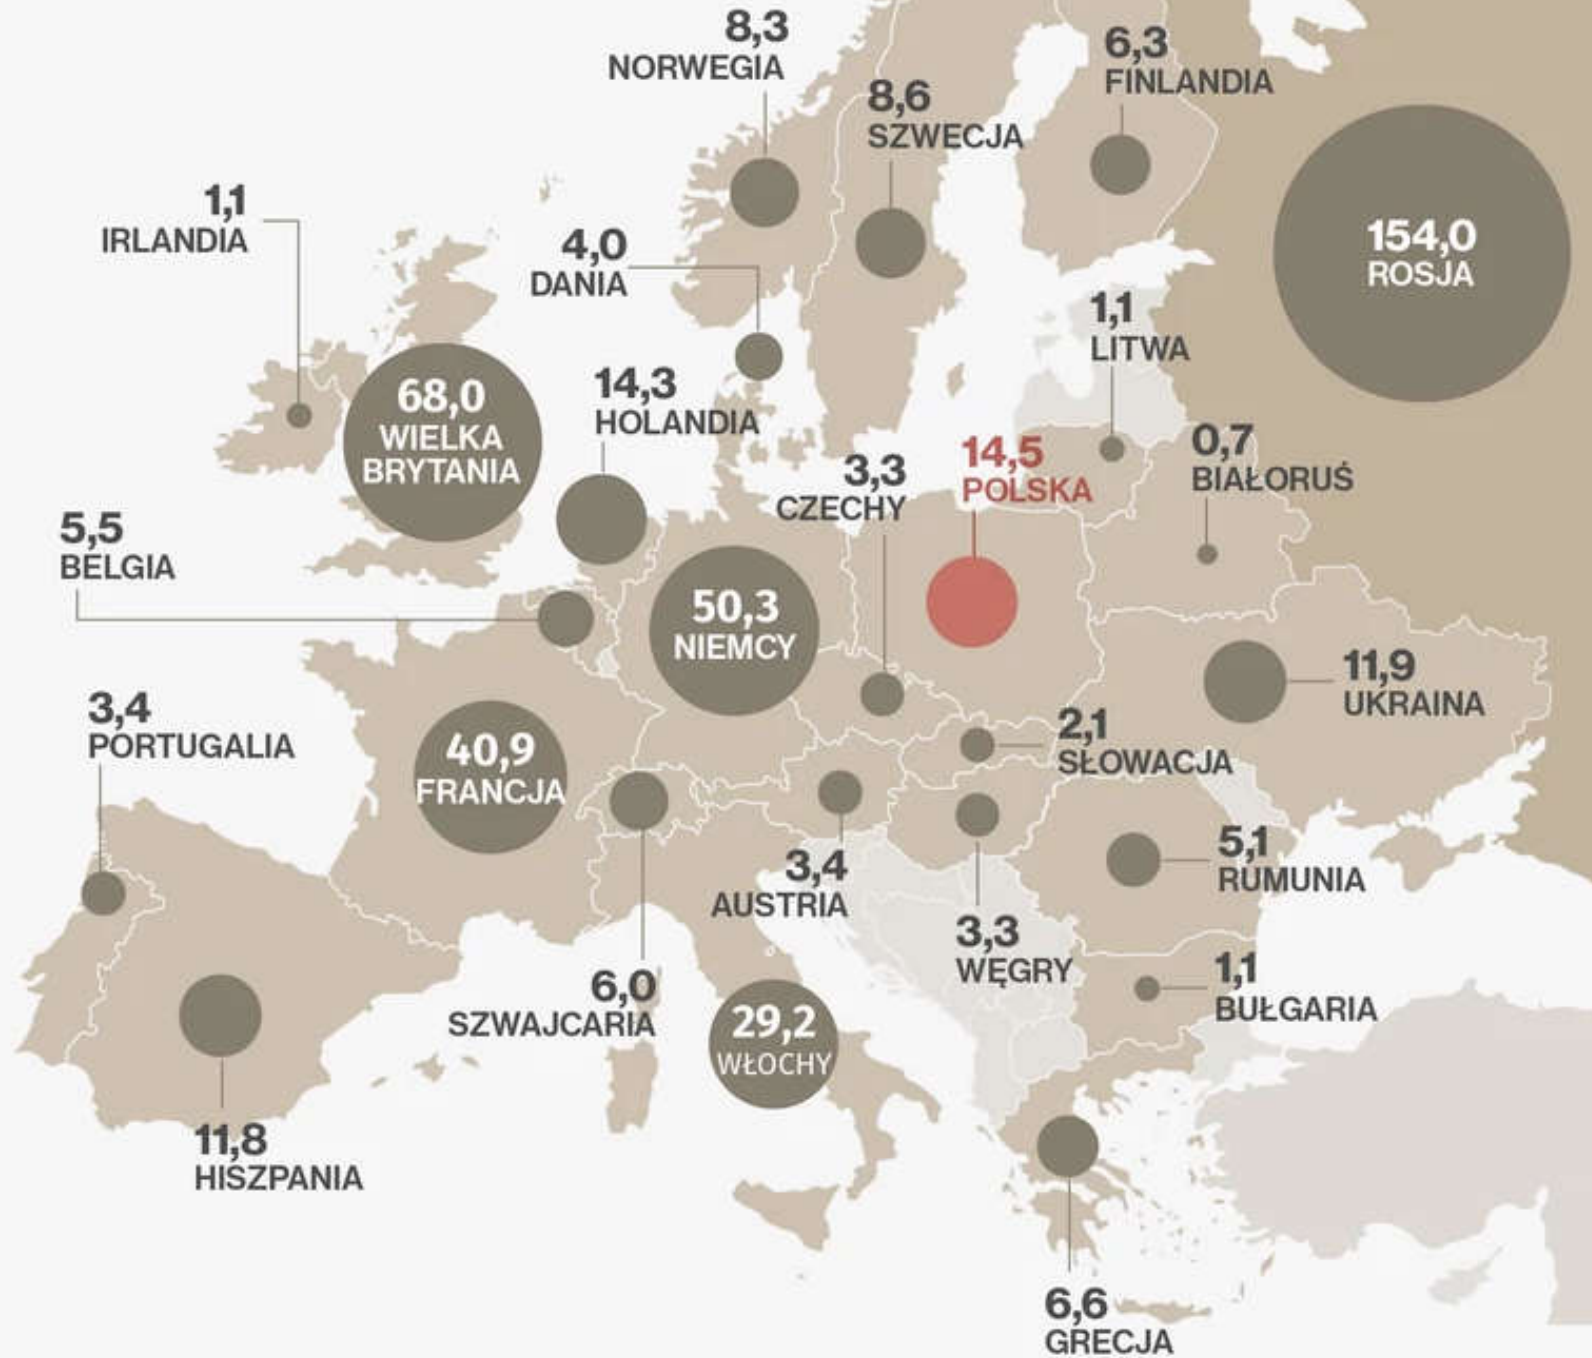 8,3
NORWEGIA
6,3
FINLANDIA
8,6
SZWECJA
1,1
IRLANDIA
4,0
DANIA
154,0
ROSJA
1,1
LITWA
68,0
WIELKA
BRYTANIA
14,3
HOLANDIA
3,3
CZECHY
14,5
POLSKA
0,7
BIAŁORUŚ
5,5
BELGIA
50,3
NIEMCY
11,9
UKRAINA
3,4
PORTUGALIA
40,9
FRANCJA
2,1
SŁOWACJA
3,4
AUSTRIA
5,1
RUMUNIA
3,3
WĘGRY
6,0
SZWAJCARIA
1,1
BUŁGARIA
29,2
WŁOCHY
11,8
HISZPANIA
6,6
GRECJA